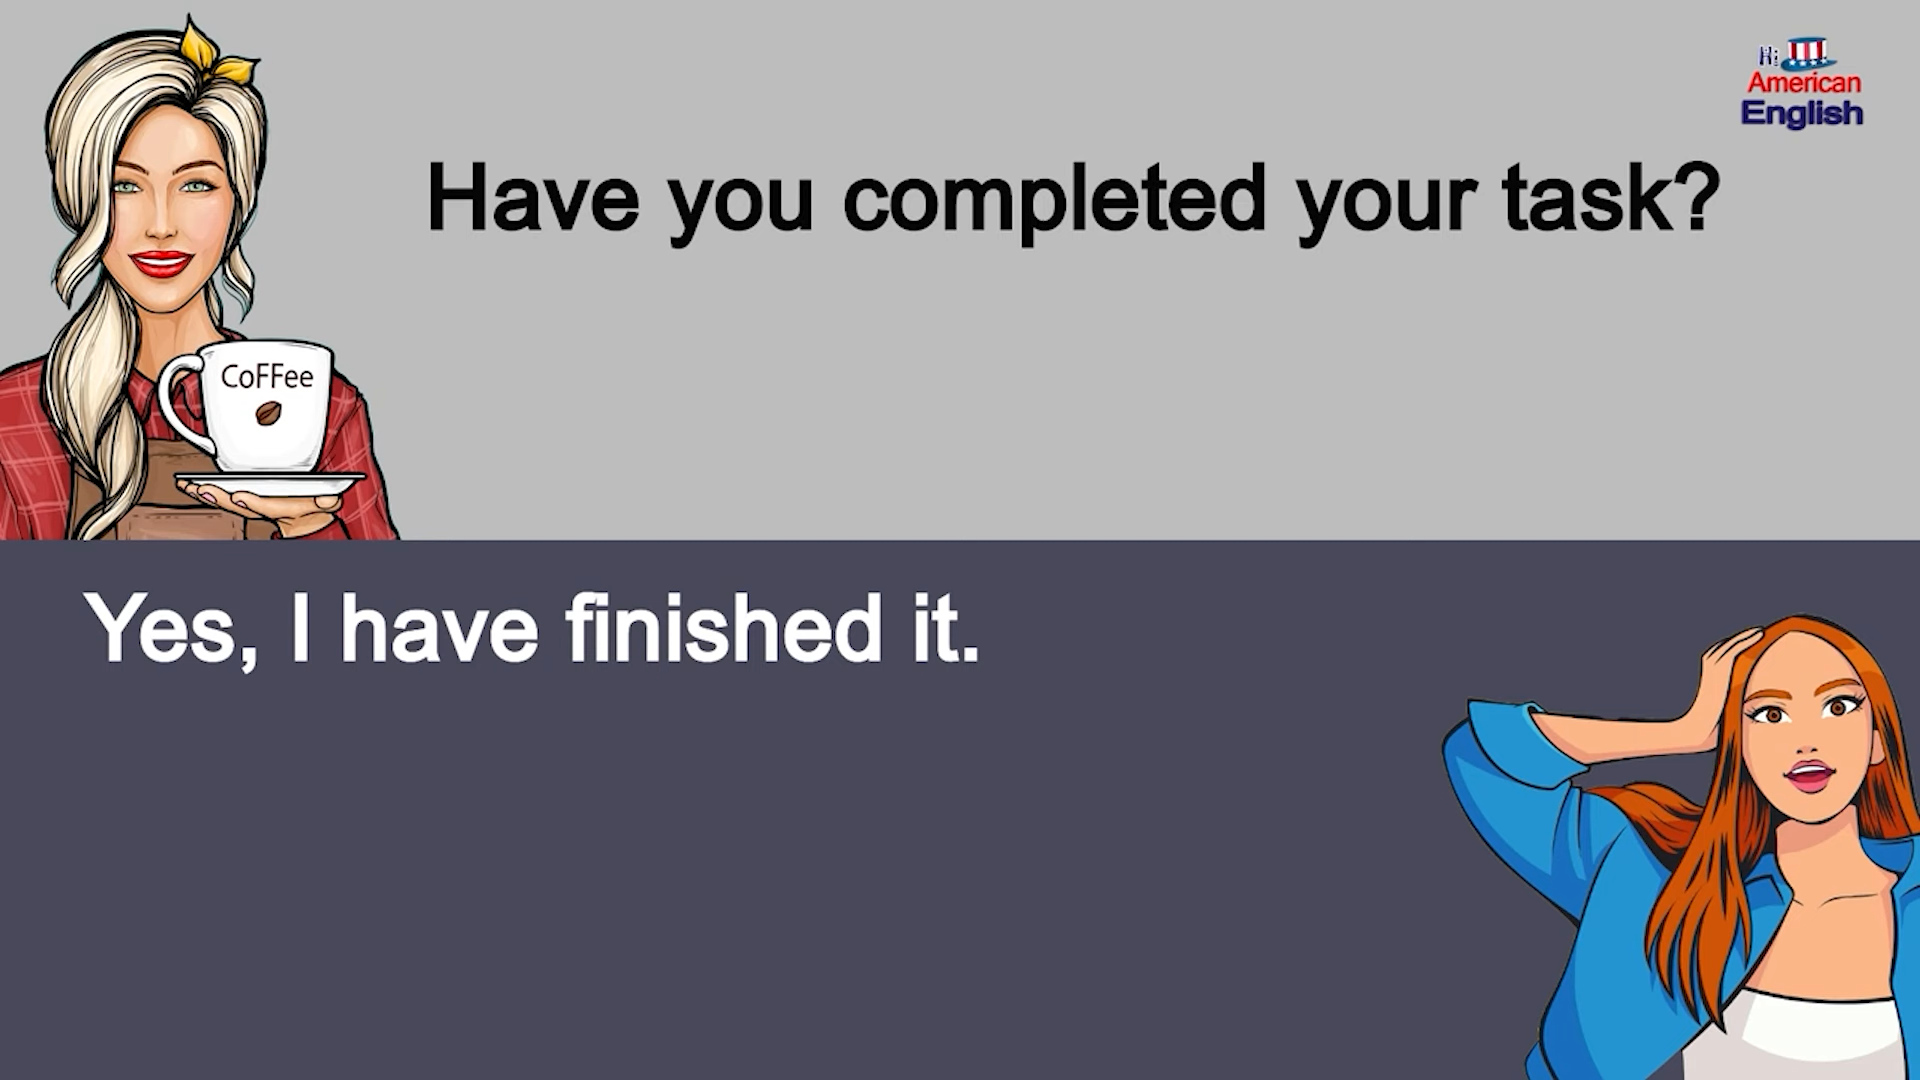 Hi
American
English
Have you completed your task?
CoFFee
Yes, I have finished it.